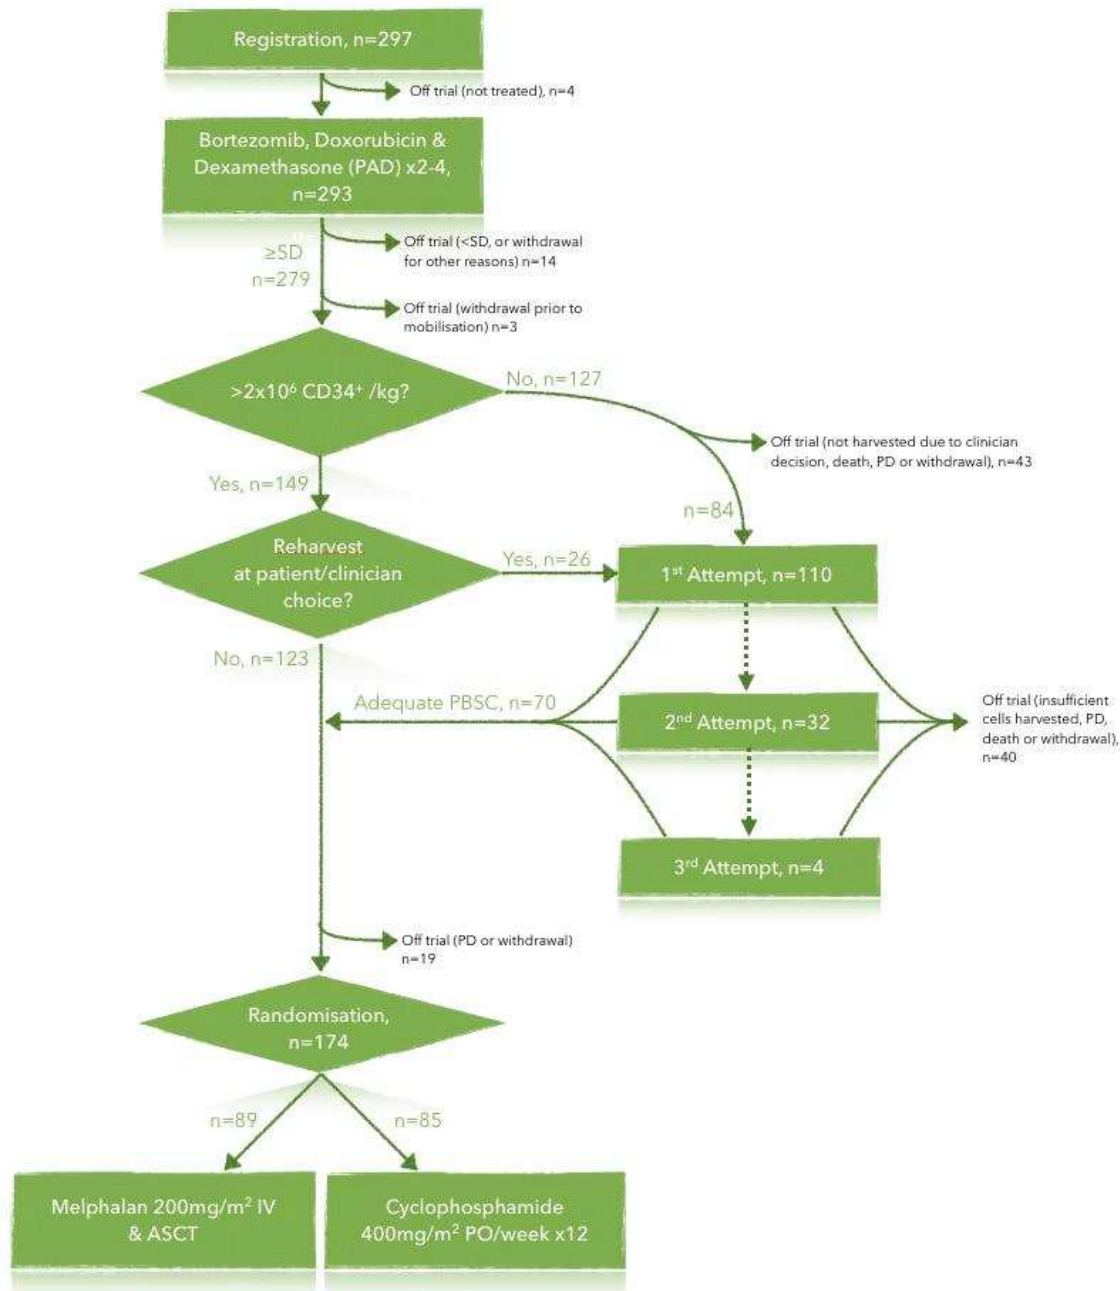 Registration, n=297
Off trial (not treated), n=4
Bortezomib, Doxorubicin &
Dexamethasone (PAD) x2-4,
n=293
Off trial (<SD, or withdrawal
for other reasons) n=14
≥SD
n=279
Off trial (withdrawal prior to
mobilisation) n=3
>2x10⁶ CD34⁺ /kg?
No, n=127
Off trial (not harvested due to clinician
decision, death, PD or withdrawal), n=43
Yes, n=149
n=84
Reharvest
at patient/clinician
choice?
Yes, n=26
1ˢᵗ Attempt, n=110
No, n=123
Adequate PBSC, n=70
2ⁿᵈ Attempt, n=32
Off trial (insufficient
cells harvested, PD,
death or withdrawal),
n=40
3ʳᵈ Attempt, n=4
Off trial (PD or withdrawal)
n=19
Randomisation,
n=174
n=89
n=85
Melphalan 200mg/m² IV
& ASCT
Cyclophosphamide
400mg/m² PO/week x12